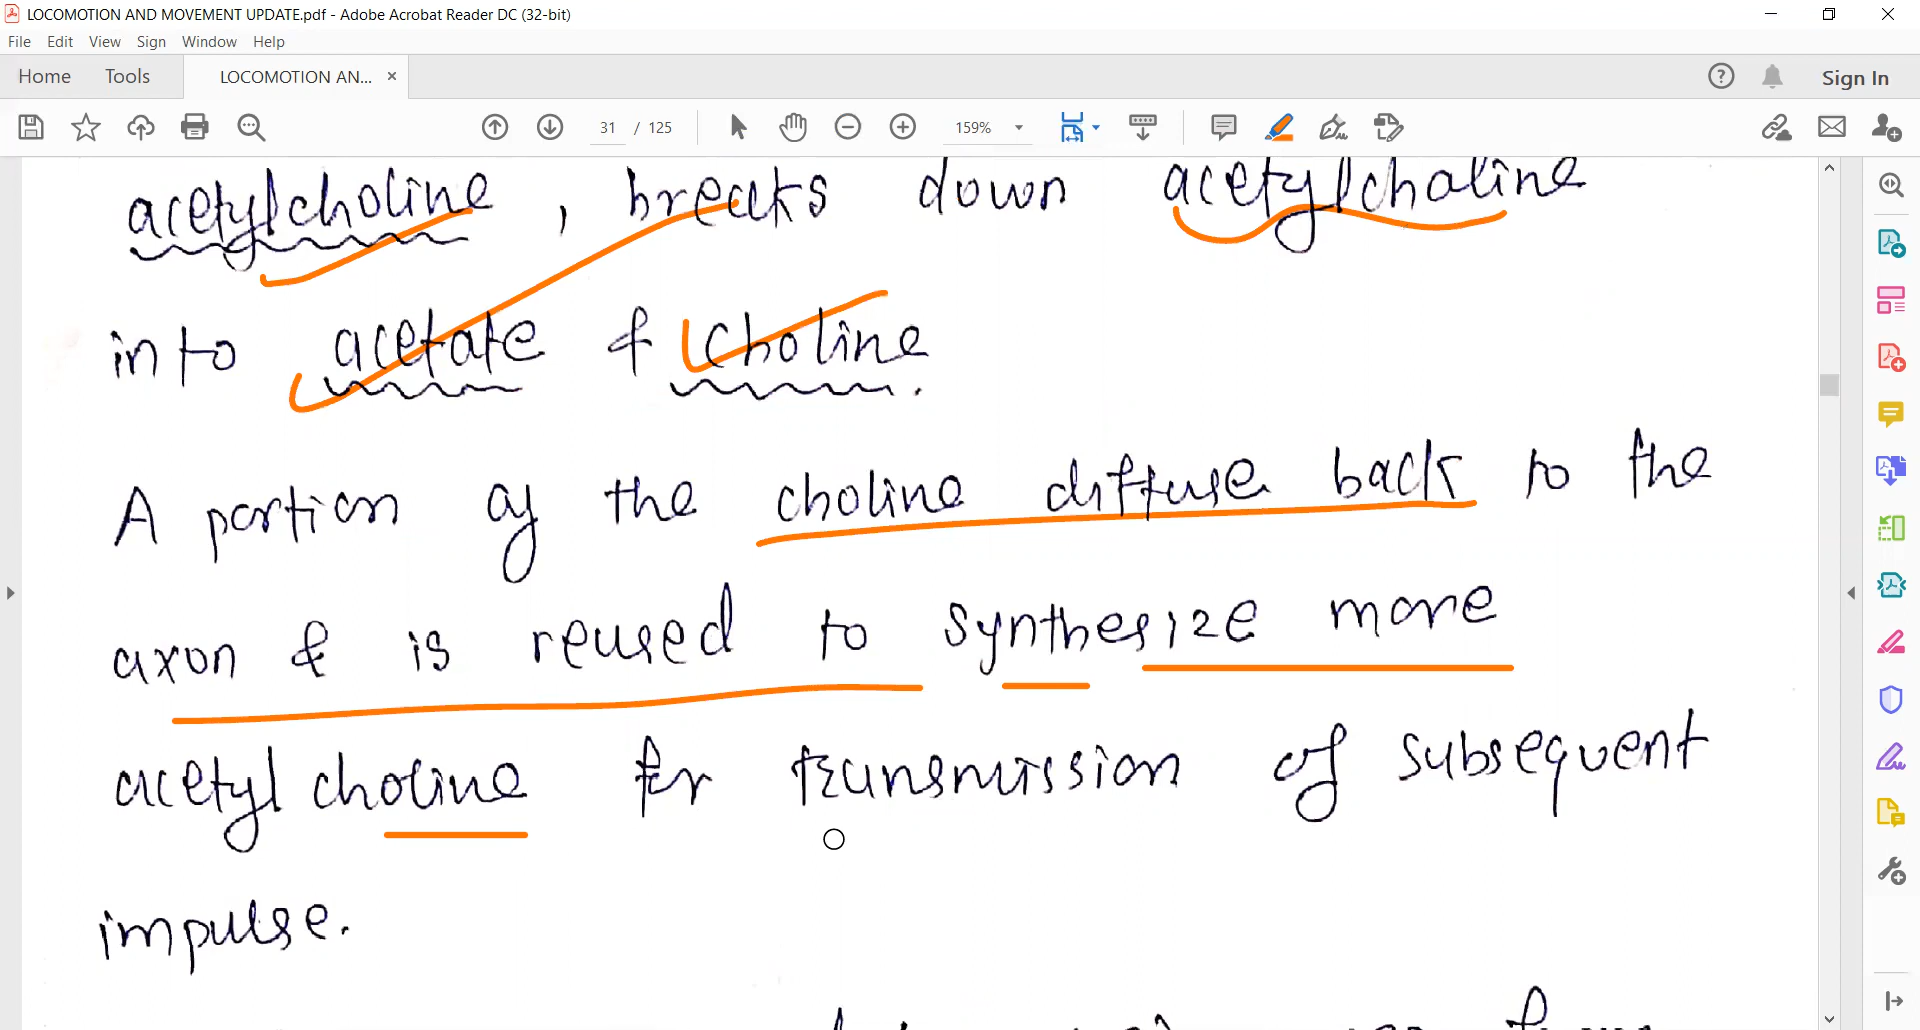 LOCOMOTION AND MOVEMENT UPDATE.pdf - Adobe Acrobat Reader DC (32-bit)
File Edit View Sign Window Help
Home Tools LOCOMOTION AN... × Sign In
31 / 125 159%
acetylcholine, breaks down acetylcholine
into acetate & choline.
A portion of the choline diffuse back to the
axon & is reused to synthesize more
acetyl choline for transmission of subsequent
impulse.